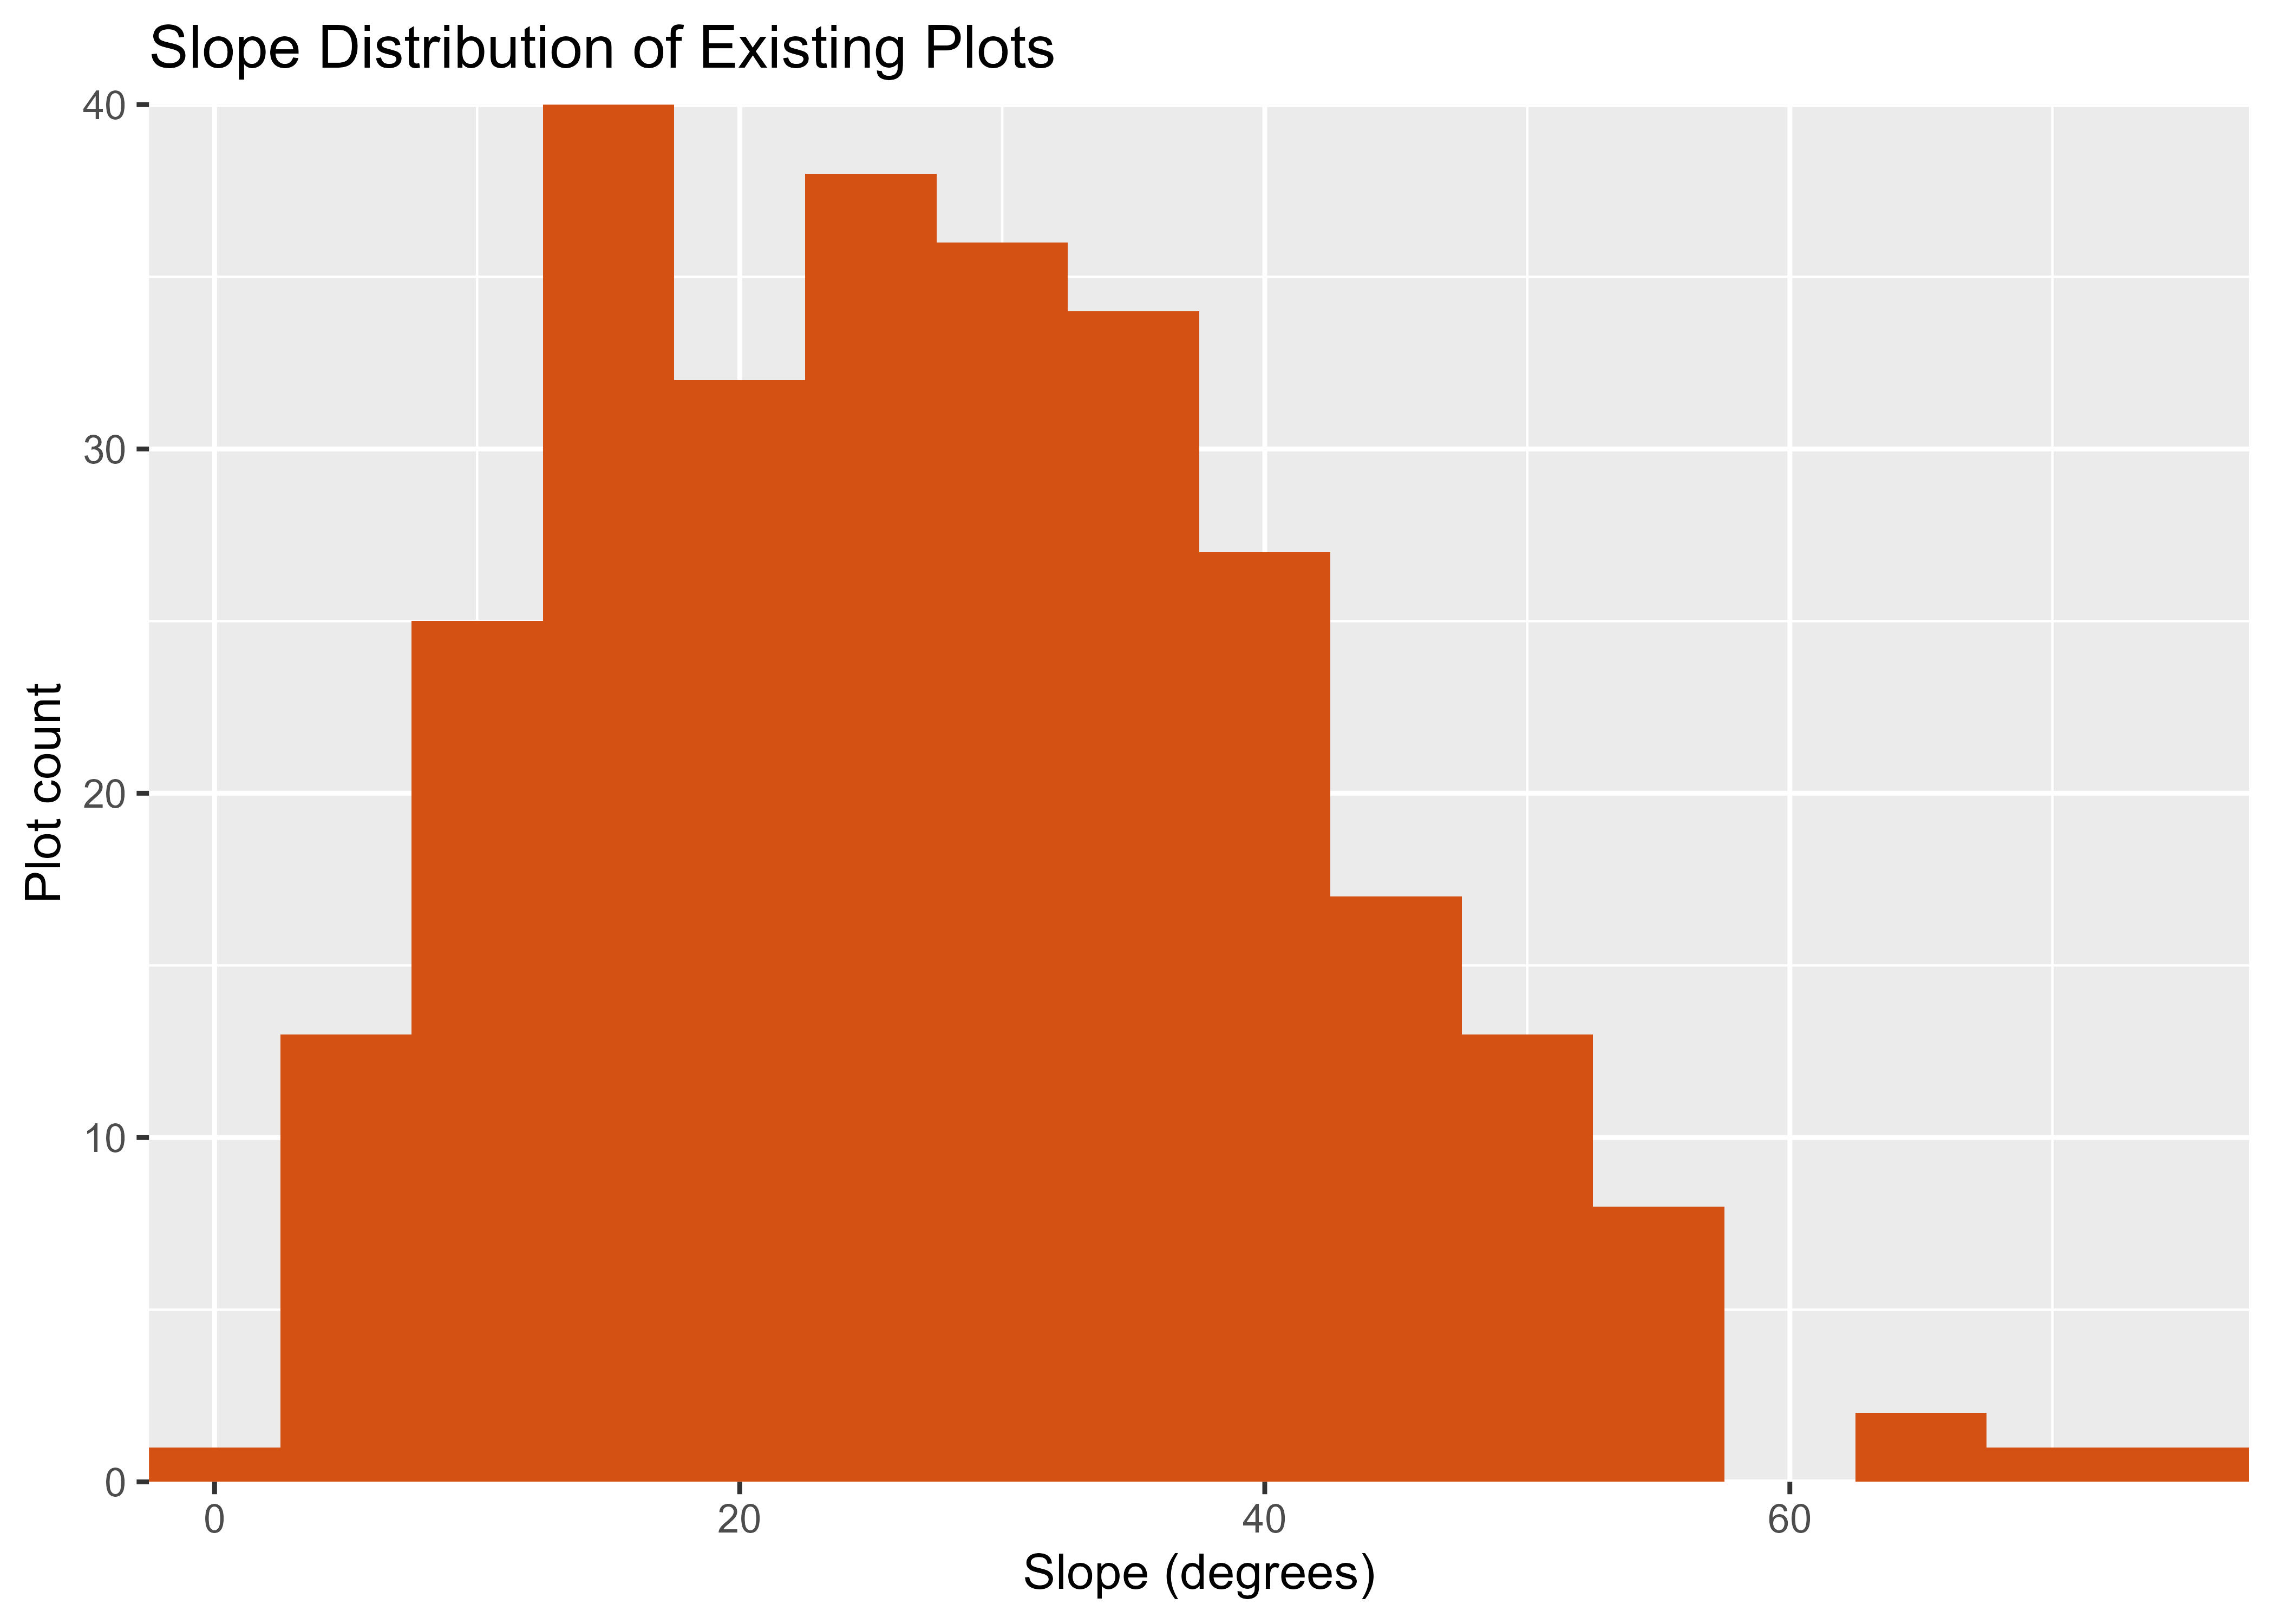 Slope Distribution of Existing Plots
40
30
20
10
0
Plot count
0 20 40 60
Slope (degrees)